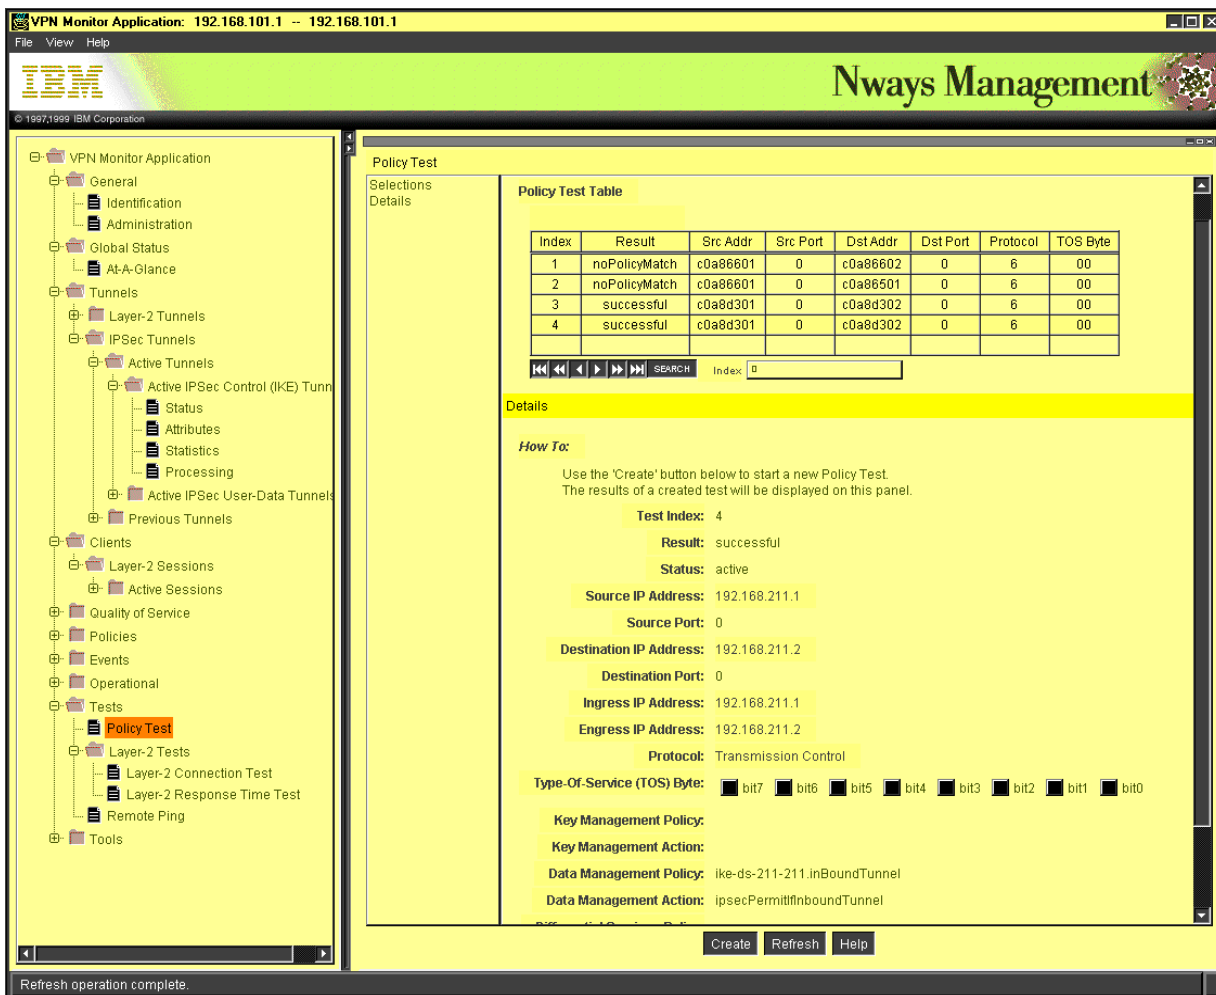 VPN Monitor Application: 192.168.101.1 -- 192.168.101.1
File View Help
IBM
Nways Management
© 1997,1999 IBM Corporation
VPN Monitor Application
General
Identification
Administration
Global Status
At-A-Glance
Tunnels
Layer-2 Tunnels
IPSec Tunnels
Active Tunnels
Active IPSec Control (IKE) Tunn
Status
Attributes
Statistics
Processing
Active IPSec User-Data Tunnels
Previous Tunnels
Clients
Layer-2 Sessions
Active Sessions
Quality of Service
Policies
Events
Operational
Tests
Policy Test
Layer-2 Tests
Layer-2 Connection Test
Layer-2 Response Time Test
Remote Ping
Tools
Policy Test
Selections
Details
Policy Test Table
Index Result Src Addr Src Port Dst Addr Dst Port Protocol TOS Byte
1 noPolicyMatch c0a86601 0 c0a86602 0 6 00
2 noPolicyMatch c0a86601 0 c0a86501 0 6 00
3 successful c0a8d301 0 c0a8d302 0 6 00
4 successful c0a8d301 0 c0a8d302 0 6 00
SEARCH Index 0
Details
How To:
Use the 'Create' button below to start a new Policy Test.
The results of a created test will be displayed on this panel.
Test Index: 4
Result: successful
Status: active
Source IP Address: 192.168.211.1
Source Port: 0
Destination IP Address: 192.168.211.2
Destination Port: 0
Ingress IP Address: 192.168.211.1
Engress IP Address: 192.168.211.2
Protocol: Transmission Control
Type-Of-Service (TOS) Byte: bit7 bit6 bit5 bit4 bit3 bit2 bit1 bit0
Key Management Policy:
Key Management Action:
Data Management Policy: ike-ds-211-211.inBoundTunnel
Data Management Action: ipsecPermitIfInboundTunnel
Create Refresh Help
Refresh operation complete.